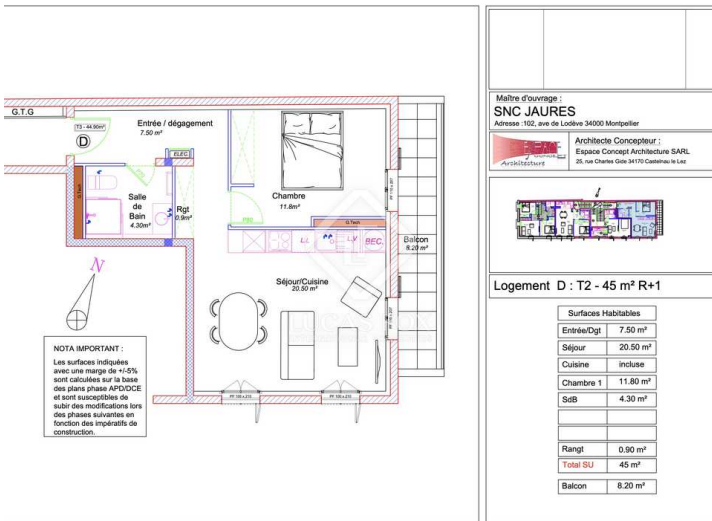 G.T.G
T3 - 44.90m²
D
Entrée / dégagement
7.50 m²
ELEC
G.Tech
Salle
de
Bain
4.30m²
Rgt
0.9m²
Chambre
11.8m²
P80
G.Tech
L.L
L.V
BEC.
Balcon
8.20 m²
Séjour/Cuisine
20.50 m²
N
NOTA IMPORTANT :
Les surfaces indiquées
avec une marge de +/-5%
sont calculées sur la base
des plans phase APD/DCE
et sont susceptibles de
subir des modifications lors
des phases suivantes en
fonction des impératifs de
construction.
Maître d'ouvrage :
SNC JAURES
Adresse :102, ave de Lodève 34000 Montpellier
Architecture
Architecte Concepteur :
Espace Concept Architecture SARL
25, rue Charles Gide 34170 Castelnau le Lez
Logement D : T2 - 45 m² R+1
Surfaces Habitables
Entrée/Dgt 7.50 m²
Séjour 20.50 m²
Cuisine incluse
Chambre 1 11.80 m²
SdB 4.30 m²
Rangt 0.90 m²
Total SU 45 m²
Balcon 8.20 m²